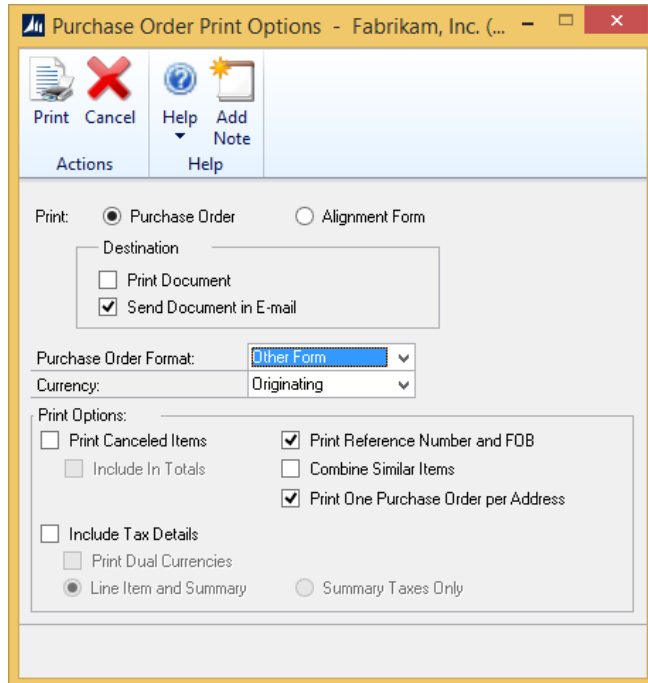 Purchase Order Print Options - Fabrikam, Inc. (...
Print Cancel Help Add Note
Actions Help
Print: Purchase Order Alignment Form
Destination
Print Document
Send Document in E-mail
Purchase Order Format: Other Form
Currency: Originating
Print Options:
Print Canceled Items Print Reference Number and FOB
Include In Totals Combine Similar Items
Print One Purchase Order per Address
Include Tax Details
Print Dual Currencies
Line Item and Summary Summary Taxes Only